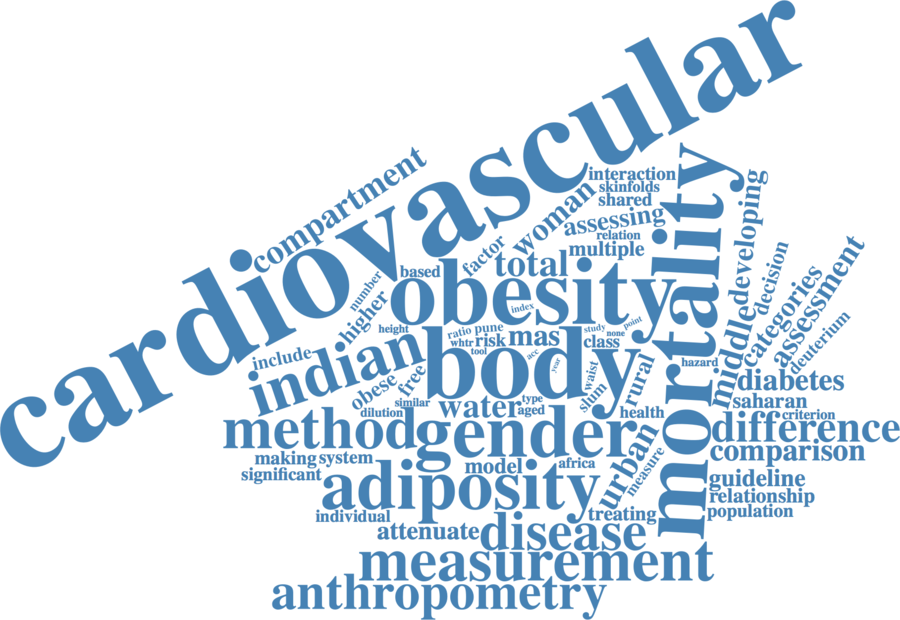 cardiovascular
compartment
interaction
skinfolds
shared
woman
assessing
relation
multiple
factor
total
based
number
higher
obesity
index
mortality
developing
decision
categories
assessment
deuterium
middle
height
ratio
pune
whtr
risk
mas
study
none
point
class
tool
acc
year
include
indian
body
obese
free
similar
dilution
water
type
aged
waist
slum
rural
health
hazard
diabetes
saharan
criterion
method
gender
difference
comparison
making
system
significant
model
africa
urban
measure
adiposity
guideline
relationship
population
individual
treating
attenuate
disease
measurement
anthropometry